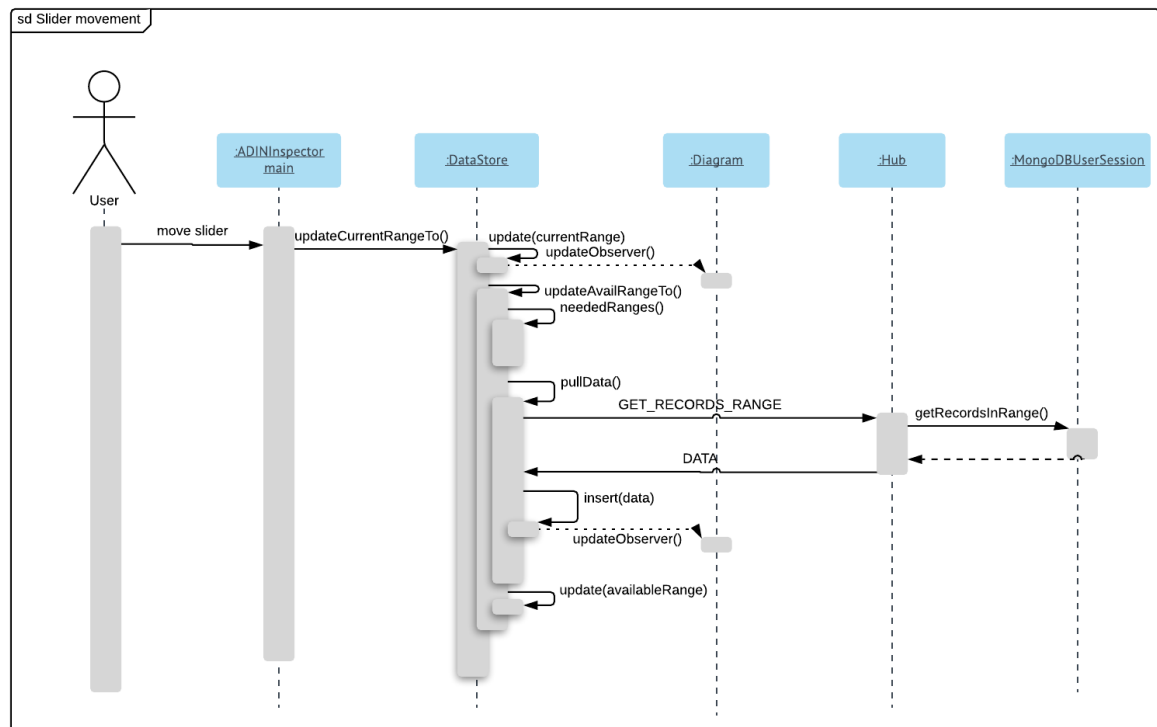 sd Slider movement
User
:ADINInspector
main
:DataStore
:Diagram
:Hub
:MongoDBUserSession
move slider
updateCurrentRangeTo()
update(currentRange)
updateObserver()
updateAvailRangeTo()
neededRanges()
pullData()
GET_RECORDS_RANGE
getRecordsInRange()
DATA
insert(data)
updateObserver()
update(availableRange)